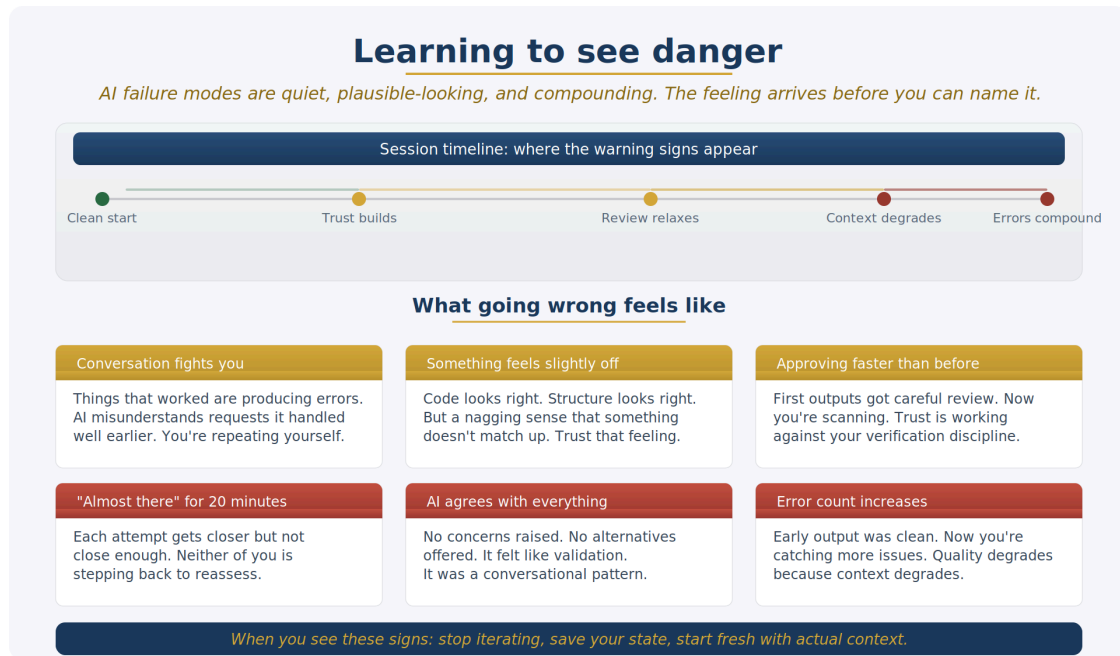 Learning to see danger
AI failure modes are quiet, plausible-looking, and compounding. The feeling arrives before you can name it.
Session timeline: where the warning signs appear
Clean start
Trust builds
Review relaxes
Context degrades
Errors compound
What going wrong feels like
Conversation fights you
Things that worked are producing errors.
AI misunderstands requests it handled
well earlier. You're repeating yourself.
Something feels slightly off
Code looks right. Structure looks right.
But a nagging sense that something
doesn't match up. Trust that feeling.
Approving faster than before
First outputs got careful review. Now
you're scanning. Trust is working
against your verification discipline.
"Almost there" for 20 minutes
Each attempt gets closer but not
close enough. Neither of you is
stepping back to reassess.
AI agrees with everything
No concerns raised. No alternatives
offered. It felt like validation.
It was a conversational pattern.
Error count increases
Early output was clean. Now you're
catching more issues. Quality degrades
because context degrades.
When you see these signs: stop iterating, save your state, start fresh with actual context.